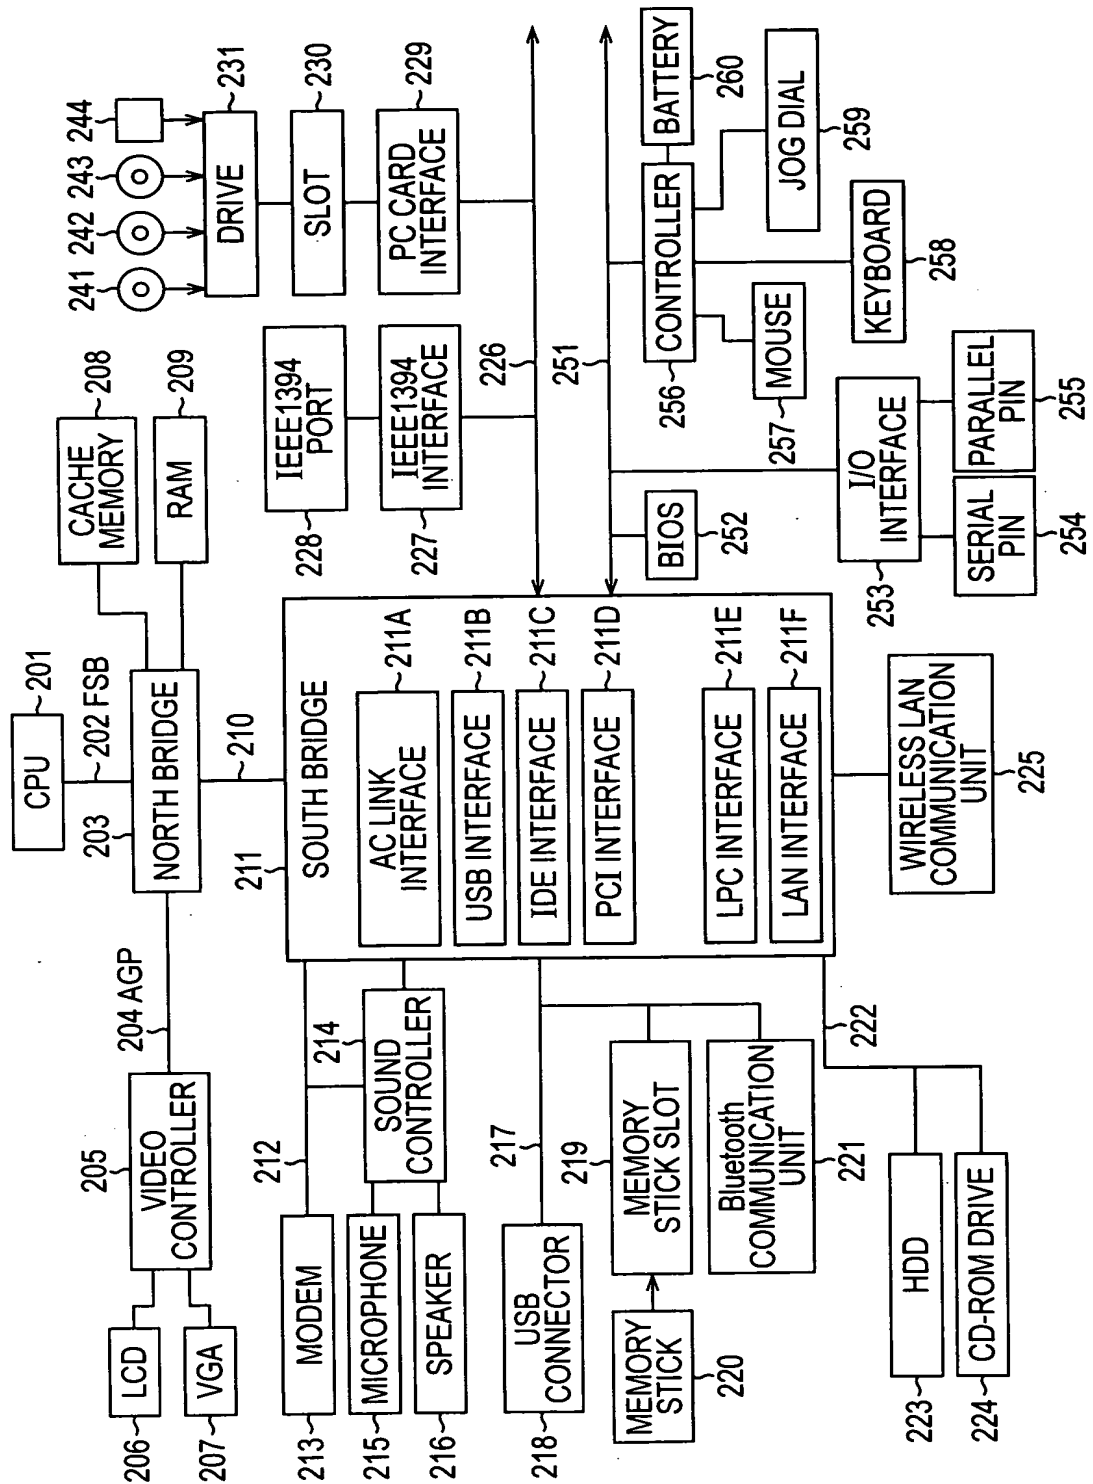 201
CPU
202 FSB
203
NORTH BRIDGE
204 AGP
205
VIDEO
CONTROLLER
206
LCD
207
VGA
208
CACHE
MEMORY
209
RAM
210
211
SOUTH BRIDGE
AC LINK
INTERFACE
211A
USB INTERFACE
211B
IDE INTERFACE
211C
PCI INTERFACE
211D
LPC INTERFACE
211E
LAN INTERFACE
211F
212
213
MODEM
214
SOUND
CONTROLLER
215
MICROPHONE
216
SPEAKER
217
218
USB
CONNECTOR
219
MEMORY
STICK SLOT
220
MEMORY
STICK
221
Bluetooth
COMMUNICATION
UNIT
222
223
HDD
224
CD-ROM DRIVE
WIRELESS LAN
COMMUNICATION
UNIT
225
226
IEEE1394
INTERFACE
227
IEEE1394
PORT
228
PC CARD
INTERFACE
229
SLOT
230
DRIVE
231
241
242
243
244
251
BIOS
252
253
I/O
INTERFACE
SERIAL
PIN
254
PARALLEL
PIN
255
256
CONTROLLER
257
MOUSE
KEYBOARD
258
JOG DIAL
259
BATTERY
260